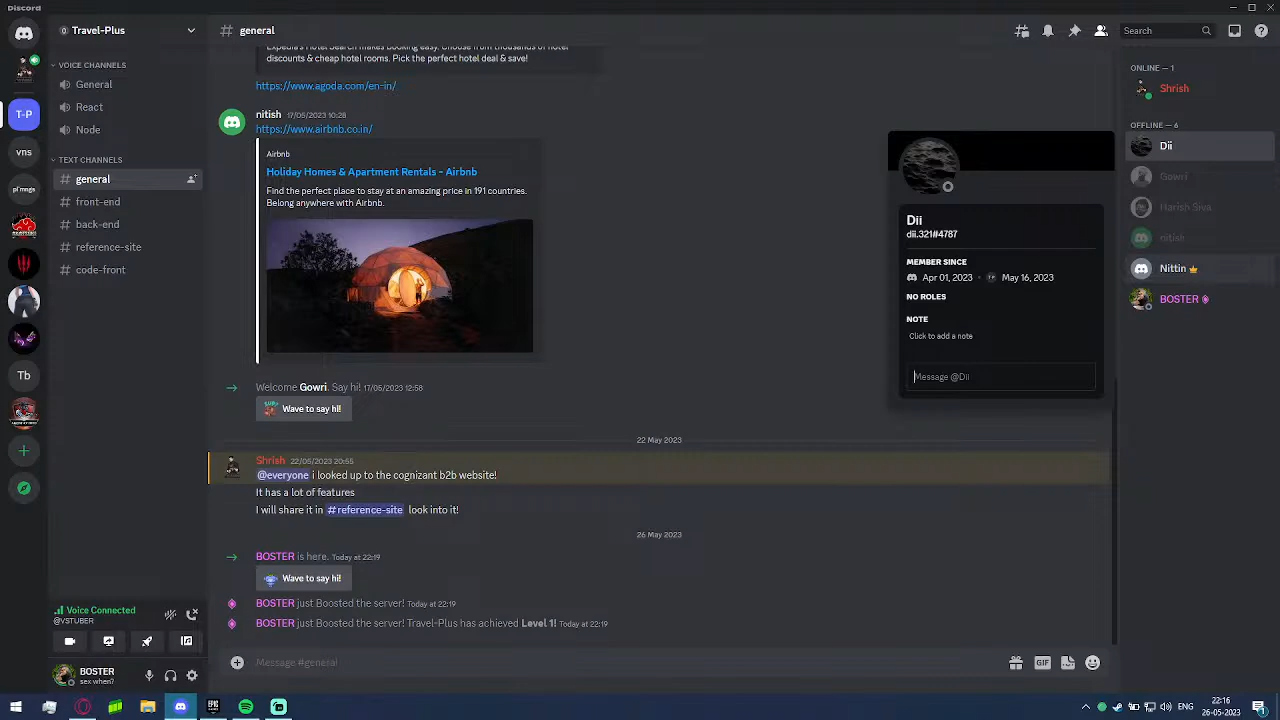 Discord
Travel-Plus
general
Search
VOICE CHANNELS
General
React
Node
TEXT CHANNELS
general
front-end
back-end
reference-site
code-front
T-P
vns
Tb
Expedia's Hotel Search makes booking easy. Choose from thousands of hotel
discounts & cheap hotel rooms. Pick the perfect hotel deal & save!
https://www.agoda.com/en-in/
nitish 17/05/2023 10:28
https://www.airbnb.co.in/
Airbnb
Holiday Homes & Apartment Rentals - Airbnb
Find the perfect place to stay at an amazing price in 191 countries.
Belong anywhere with Airbnb.
Welcome Gowri. Say hi! 17/05/2023 12:58
Wave to say hi!
22 May 2023
Shrish 22/05/2023 20:55
@everyone i looked up to the cognizant b2b website!
It has a lot of features
I will share it in #reference-site look into it!
26 May 2023
BOSTER is here. Today at 22:19
Wave to say hi!
BOSTER just Boosted the server! Today at 22:19
BOSTER just Boosted the server! Travel-Plus has achieved Level 1! Today at 22:19
Message #general
GIF
Dii
dii.321#4787
MEMBER SINCE
Apr 01, 2023 • T-P May 16, 2023
NO ROLES
NOTE
Click to add a note
Message @Dii
ONLINE — 1
Shrish
OFFLINE — 6
Dii
Gowri
Harish Siva
nitish
Nittin
BOSTER
Voice Connected
@VSTUBER
BOSTER
sex when?
EPIC
GAMES
22:16
26-05-2023